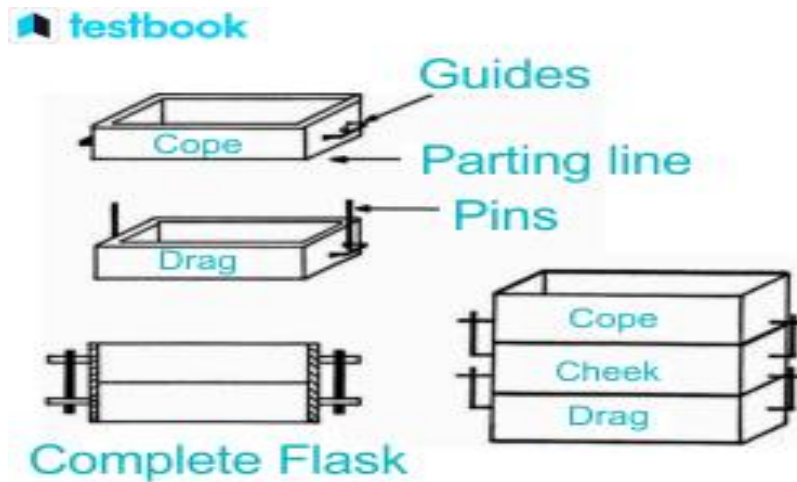 testbook
Guides
Cope
Parting line
Pins
Drag
Cope
Cheek
Drag
Complete Flask